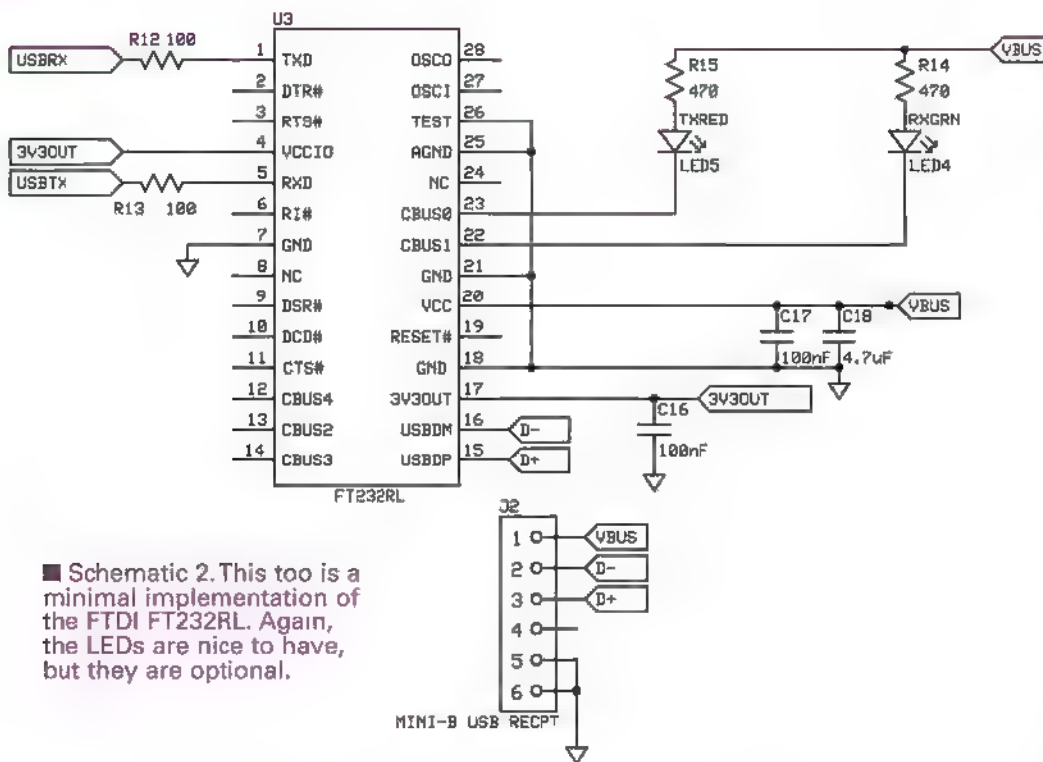 U3
USBRX
R12 100
1 TXD OSCO 28
2 DTR# OSCI 27
3 RTS# TEST 26
3V3OUT
4 VCCIO AGND 25
USBTX
R13 100
5 RXD NC 24
6 RI# CBUS0 23
7 GND CBUS1 22
8 NC GND 21
9 DSR# VCC 20
10 DCD# RESET# 19
11 CTS# GND 18
12 CBUS4 3V3OUT 17
13 CBUS2 USBDM 16
14 CBUS3 USBDP 15
FT232RL
VBUS
R15
470
TXRED
LED5
R14
470
RXGRN
LED4
C17
100nF
C18
4.7uF
VBUS
3V3OUT
C16
100nF
D-
D+
J2
1 VBUS
2 D-
3 D+
4
5
6
MINI-B USB RECPT
■ Schematic 2. This too is a
minimal implementation of
the FTDI FT232RL. Again,
the LEDs are nice to have,
but they are optional.